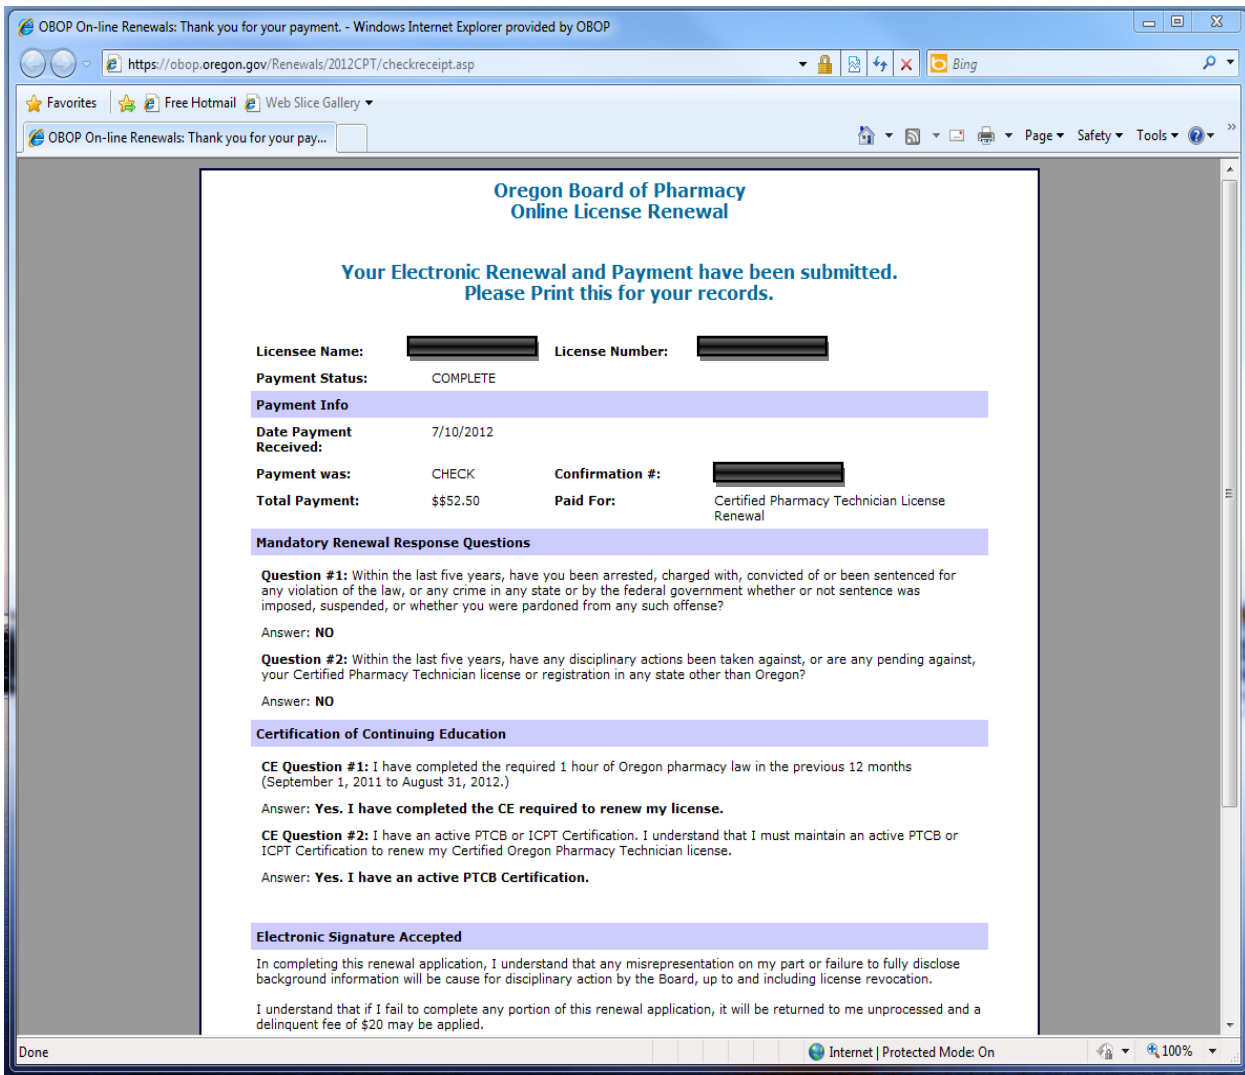 OBOP On-line Renewals: Thank you for your payment. - Windows Internet Explorer provided by OBOP
https://obop.oregon.gov/Renewals/2012CPT/checkreceipt.asp
Bing
Favorites
Free Hotmail
Web Slice Gallery
OBOP On-line Renewals: Thank you for your pay...
Page
Safety
Tools
Oregon Board of Pharmacy
Online License Renewal
Your Electronic Renewal and Payment have been submitted.
Please Print this for your records.
Licensee Name: License Number:
Payment Status: COMPLETE
Payment Info
Date Payment 7/10/2012
Received:
Payment was: CHECK Confirmation #:
Total Payment: $$52.50 Paid For: Certified Pharmacy Technician License
Renewal
Mandatory Renewal Response Questions
Question #1: Within the last five years, have you been arrested, charged with, convicted of or been sentenced for
any violation of the law, or any crime in any state or by the federal government whether or not sentence was
imposed, suspended, or whether you were pardoned from any such offense?
Answer: NO
Question #2: Within the last five years, have any disciplinary actions been taken against, or are any pending against,
your Certified Pharmacy Technician license or registration in any state other than Oregon?
Answer: NO
Certification of Continuing Education
CE Question #1: I have completed the required 1 hour of Oregon pharmacy law in the previous 12 months
(September 1, 2011 to August 31, 2012.)
Answer: Yes. I have completed the CE required to renew my license.
CE Question #2: I have an active PTCB or ICPT Certification. I understand that I must maintain an active PTCB or
ICPT Certification to renew my Certified Oregon Pharmacy Technician license.
Answer: Yes. I have an active PTCB Certification.
Electronic Signature Accepted
In completing this renewal application, I understand that any misrepresentation on my part or failure to fully disclose
background information will be cause for disciplinary action by the Board, up to and including license revocation.
I understand that if I fail to complete any portion of this renewal application, it will be returned to me unprocessed and a
delinquent fee of $20 may be applied.
Done
Internet | Protected Mode: On
100%